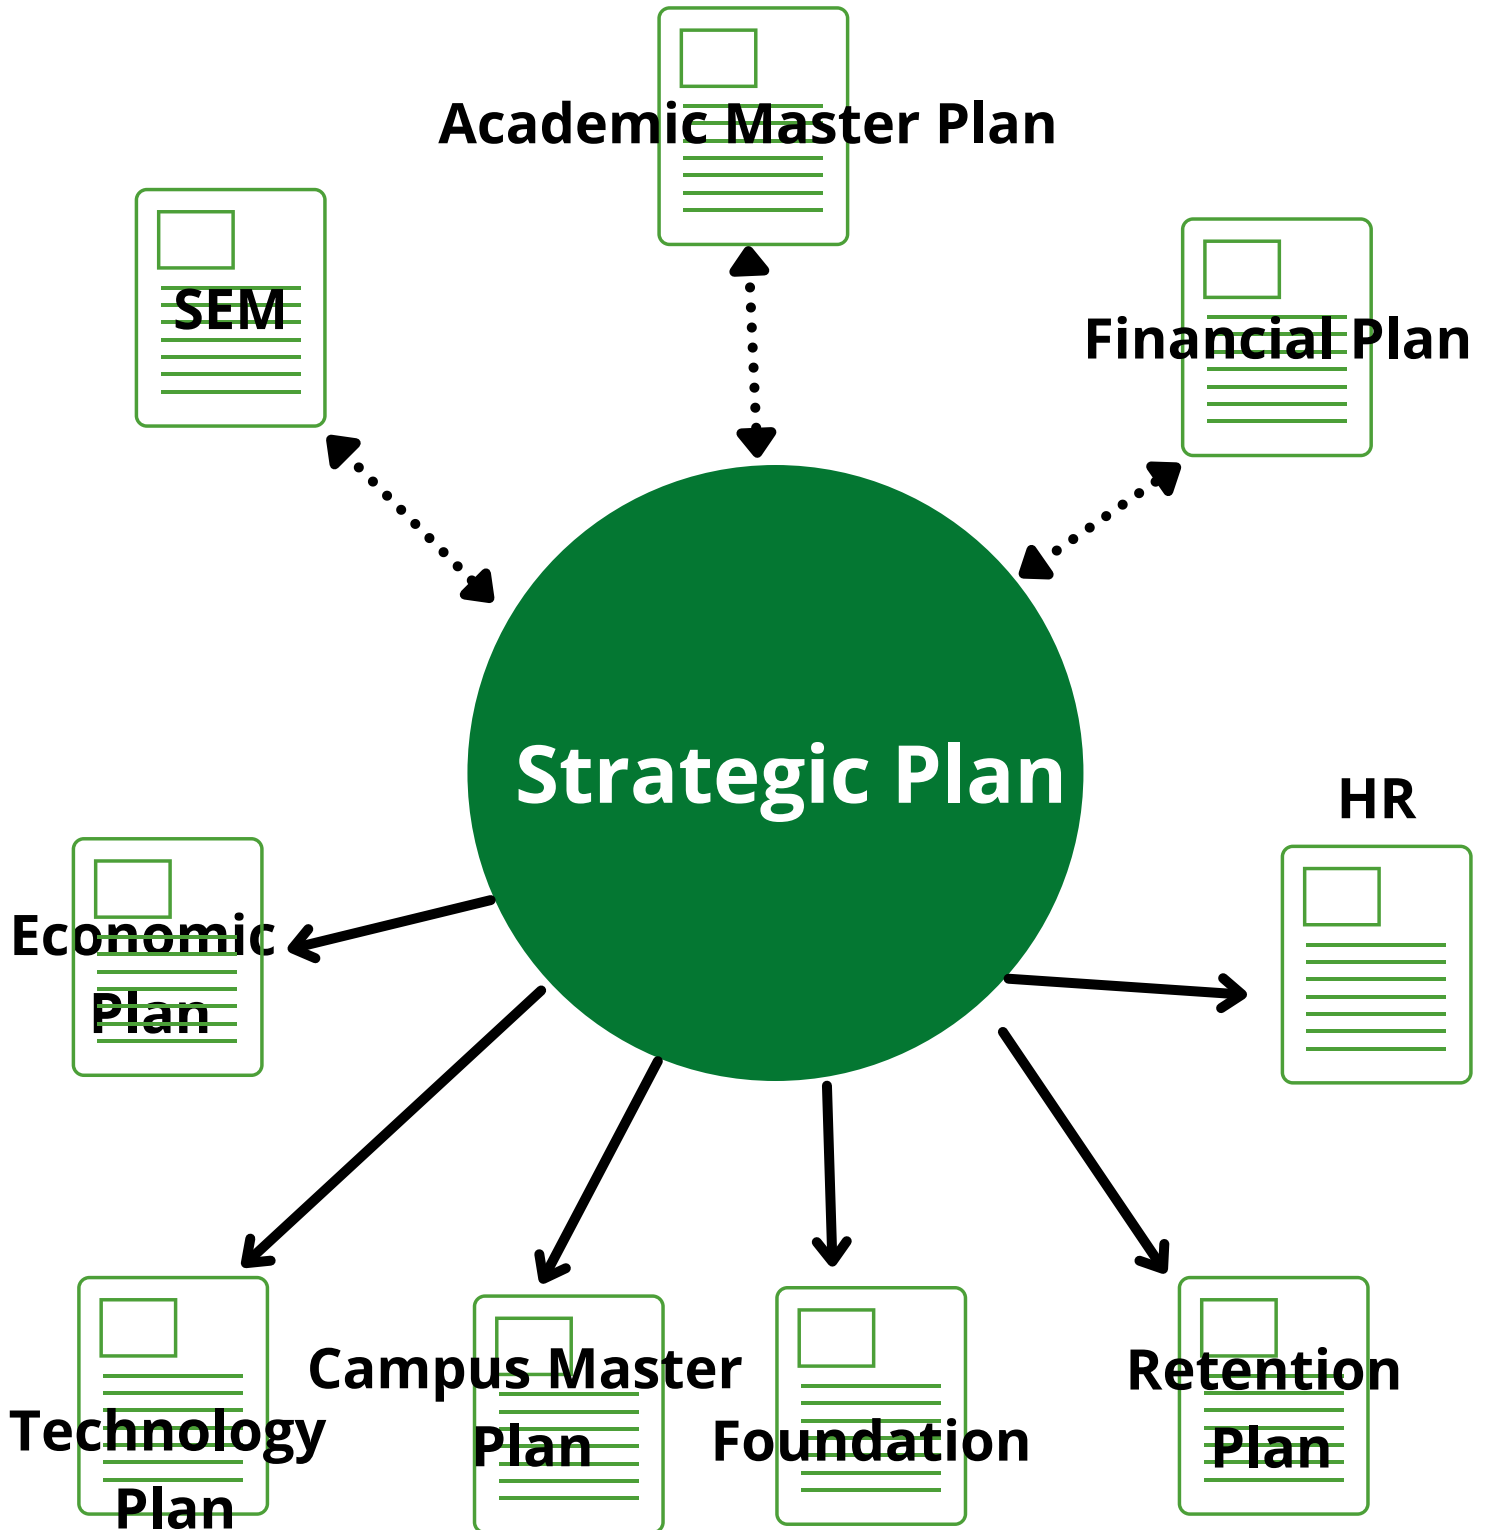 Academic Master Plan
SEM
Financial Plan
Strategic Plan
HR
Economic
Plan
Technology
Plan
Campus Master
Plan
Foundation
Retention
Plan